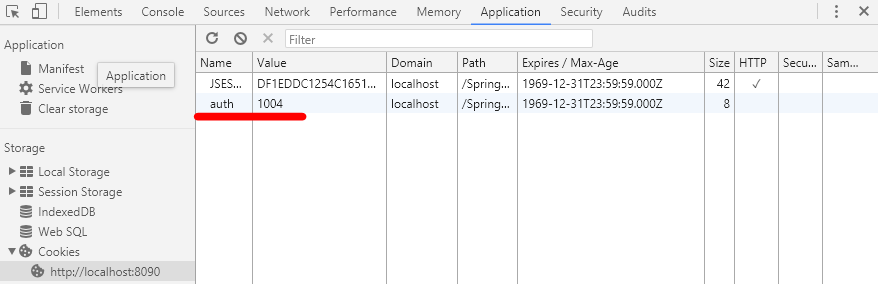 Elements Console Sources Network Performance Memory Application Security Audits
Application
Manifest
Service Workers
Clear storage
Application
Storage
Local Storage
Session Storage
IndexedDB
Web SQL
Cookies
http://localhost:8090
Filter
Name Value Domain Path Expires / Max-Age Size HTTP Secu... Sam...
JSES... DF1EDDC1254C1651... localhost /Spring... 1969-12-31T23:59:59.000Z 42 ✓
auth 1004 localhost /Spring... 1969-12-31T23:59:59.000Z 8